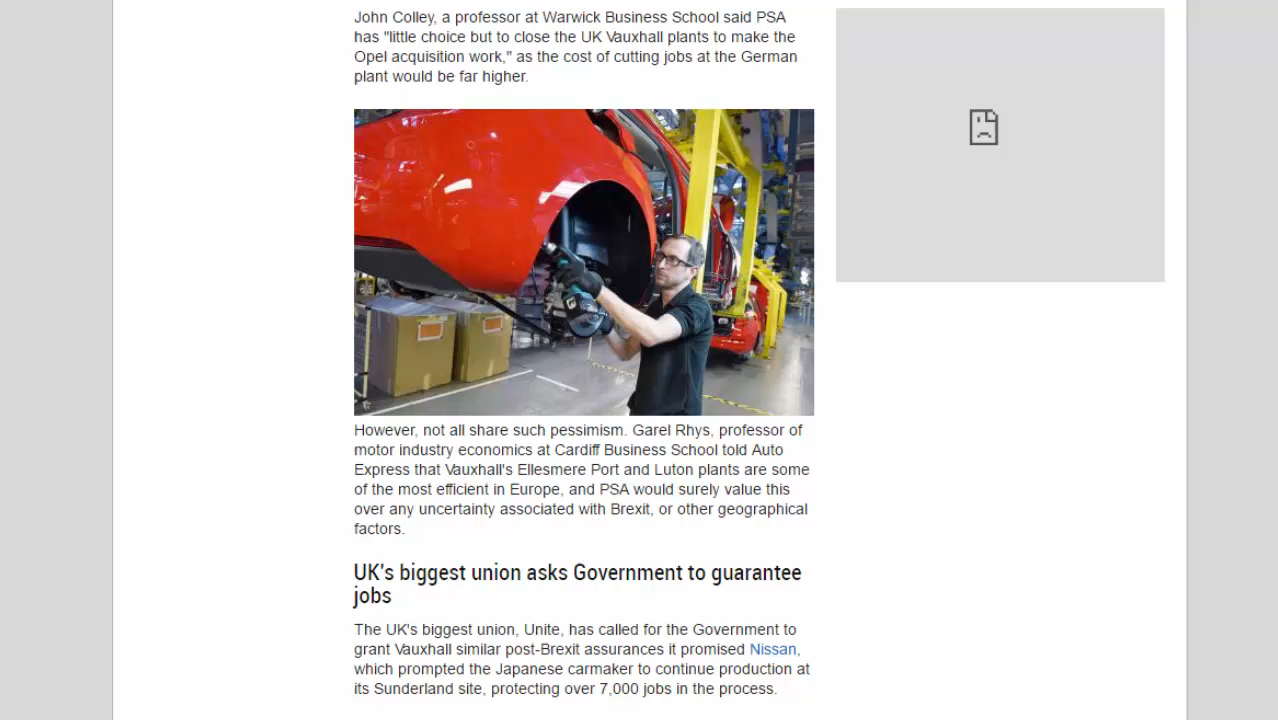 John Colley, a professor at Warwick Business School said PSA
has "little choice but to close the UK Vauxhall plants to make the
Opel acquisition work," as the cost of cutting jobs at the German
plant would be far higher.
However, not all share such pessimism. Garel Rhys, professor of
motor industry economics at Cardiff Business School told Auto
Express that Vauxhall's Ellesmere Port and Luton plants are some
of the most efficient in Europe, and PSA would surely value this
over any uncertainty associated with Brexit, or other geographical
factors.
UK's biggest union asks Government to guarantee
jobs
The UK's biggest union, Unite, has called for the Government to
grant Vauxhall similar post-Brexit assurances it promised Nissan,
which prompted the Japanese carmaker to continue production at
its Sunderland site, protecting over 7,000 jobs in the process.